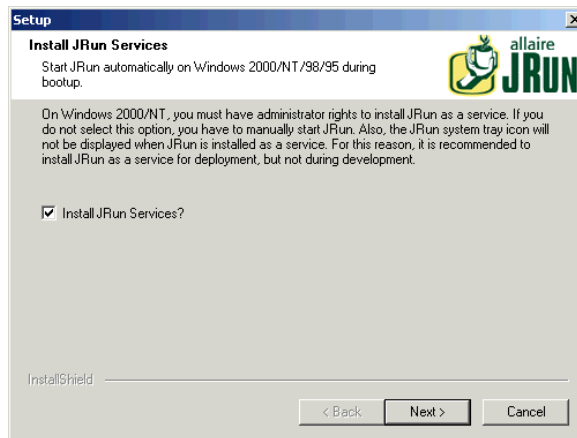 Setup
Install JRun Services
Start JRun automatically on Windows 2000/NT/98/95 during
bootup.
allaire
JRUN
On Windows 2000/NT, you must have administrator rights to install JRun as a service. If you
do not select this option, you have to manually start JRun. Also, the JRun system tray icon will
not be displayed when JRun is installed as a service. For this reason, it is recommended to
install JRun as a service for deployment, but not during development.
Install JRun Services?
InstallShield
< Back
Next >
Cancel